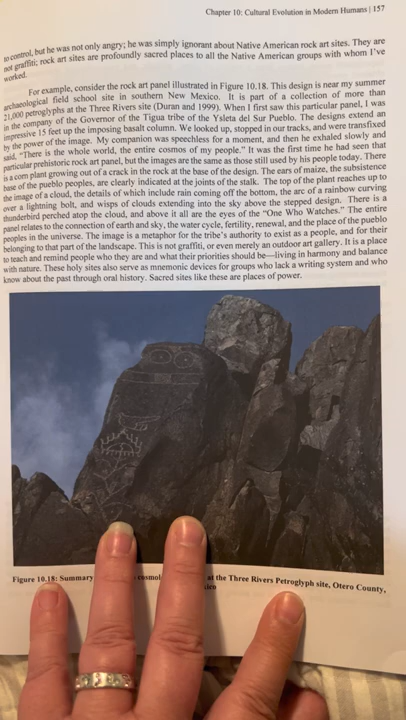 Chapter 10: Cultural Evolution in Modern Humans | 157
to control, but he was not only angry; he was simply ignorant about Native American rock art sites. They are
not graffiti; rock art sites are profoundly sacred places to all the Native American groups with whom I've
worked.
For example, consider the rock art panel illustrated in Figure 10.18. This design is near my summer
archaeological field school site in southern New Mexico. It is part of a collection of more than
21,000 petroglyphs at the Three Rivers site (Duran and 1999). When I first saw this particular panel, I was
in the company of the Governor of the Tigua tribe of the Ysleta del Sur Pueblo. The designs extend an
impressive 15 feet up the imposing basalt column. We looked up, stopped in our tracks, and were transfixed
by the power of the image. My companion was speechless for a moment, and then he exhaled slowly and
said, "There is the whole world, the entire cosmos of my people." It was the first time he had seen that
particular prehistoric rock art panel, but the images are the same as those still used by his people today. There
is a corn plant growing out of a crack in the rock at the base of the design. The ears of maize, the subsistence
base of the pueblo peoples, are clearly indicated at the joints of the stalk. The top of the plant reaches up to
the image of a cloud, the details of which include rain coming off the bottom, the arc of a rainbow curving
over a lightning bolt, and wisps of clouds extending into the sky above the stepped design. There is a
thunderbird perched atop the cloud, and above it all are the eyes of the "One Who Watches." The entire
panel relates to the connection of earth and sky, the water cycle, fertility, renewal, and the place of the pueblo
peoples in the universe. The image is a metaphor for the tribe's authority to exist as a people, and for their
belonging to that part of the landscape. This is not graffiti, or even merely an outdoor art gallery. It is a place
to teach and remind people who they are and what their priorities should be—living in harmony and balance
with nature. These holy sites also serve as mnemonic devices for groups who lack a writing system and who
know about the past through oral history. Sacred sites like these are places of power.
Figure 10.18: Summary cosmol at the Three Rivers Petroglyph site, Otero County,